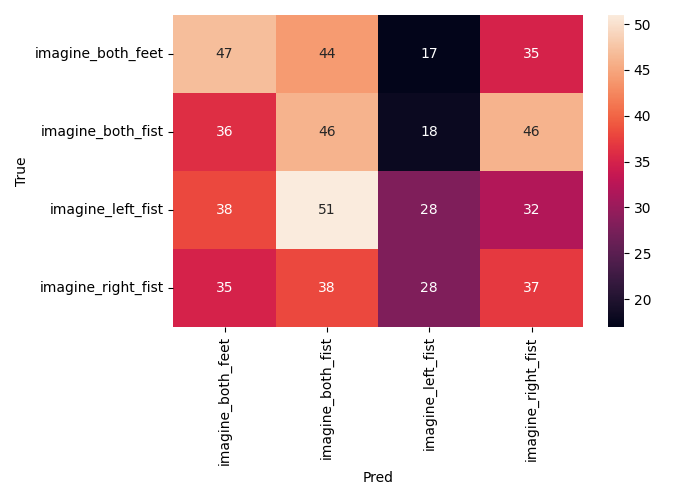 imagine_both_feet 47 44 17 35
imagine_both_fist 36 46 18 46
imagine_left_fist 38 51 28 32
imagine_right_fist 35 38 28 37
True
imagine_both_feet
imagine_both_fist
imagine_left_fist
imagine_right_fist
Pred
50
45
40
35
30
25
20